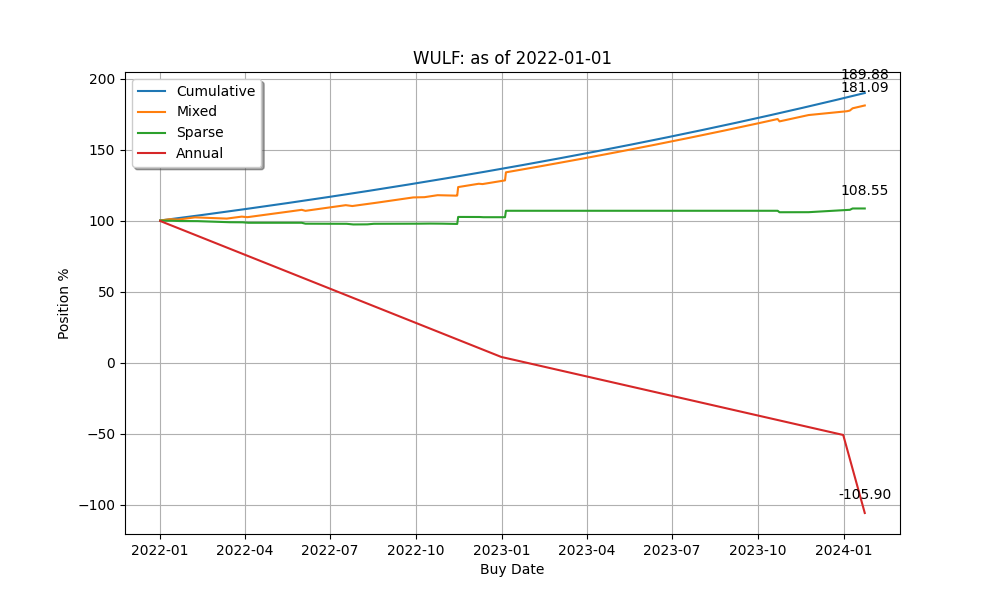 WULF: as of 2022-01-01
189.88
181.09
108.55
-105.90
Cumulative
Mixed
Sparse
Annual
Position %
200
150
100
50
0
−50
−100
2022-01 2022-04 2022-07 2022-10 2023-01 2023-04 2023-07 2023-10 2024-01
Buy Date